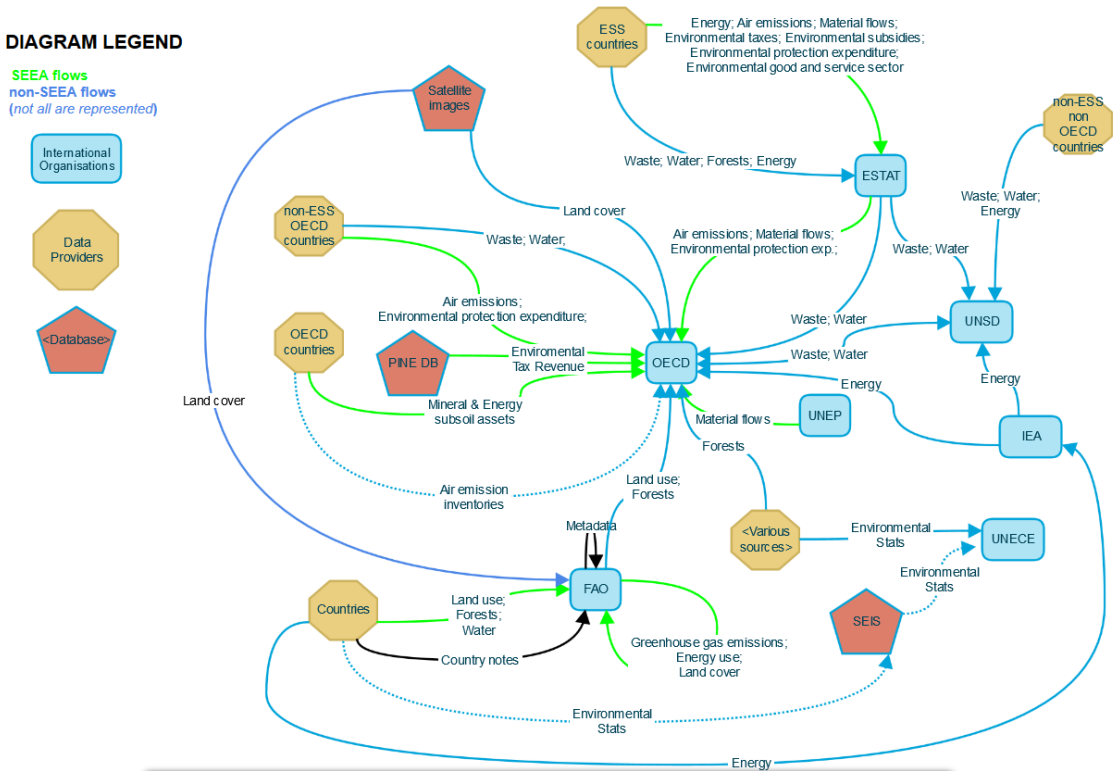 DIAGRAM LEGEND
SEEA flows
non-SEEA flows
(not all are represented)
International
Organisations
Data
Providers
<Database>
ESS
countries
Energy; Air emissions; Material flows;
Environmental taxes; Environmental subsidies;
Environmental protection expenditure;
Environmental good and service sector
Satellite
images
non-ESS
non
OECD
countries
Waste; Water; Forests; Energy
ESTAT
Waste; Water;
Energy
non-ESS
OECD
countries
Land cover
Waste; Water;
Air emissions; Material flows;
Environmental protection exp.;
Waste; Water
Air emissions;
Environmental protection expenditure;
Waste; Water
UNSD
OECD
countries
PINE DB
Enviromental
Tax Revenue
OECD
Waste; Water
Energy
Energy
Land cover
Mineral & Energy
subsoil assets
Material flows
UNEP
IEA
Forests
Air emission
inventories
Land use;
Forests
Metadata
<Various
sources>
Environmental
Stats
UNECE
Environmental
Stats
FAO
Countries
Land use;
Forests;
Water
SEIS
Greenhouse gas emissions;
Energy use;
Land cover
Country notes
Environmental
Stats
Energy